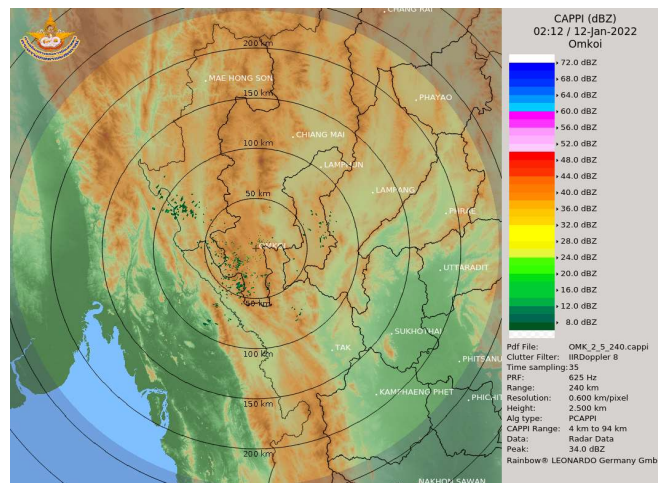 CAPPI (dBZ)
02:12 / 12-Jan-2022
Omkoi
72.0 dBZ
68.0 dBZ
64.0 dBZ
60.0 dBZ
56.0 dBZ
52.0 dBZ
48.0 dBZ
44.0 dBZ
40.0 dBZ
36.0 dBZ
32.0 dBZ
28.0 dBZ
24.0 dBZ
20.0 dBZ
16.0 dBZ
12.0 dBZ
8.0 dBZ
Pdf File: OMK_2_5_240.cappi
Clutter Filter: IIRDoppler 8
Time sampling:35
PRF: 625 Hz
Range: 240 km
Resolution: 0.600 km/pixel
Height: 2.500 km
Alg type: PCAPPI
CAPPI Range: 4 km to 94 km
Data: Radar Data
Peak: 34.0 dBZ
Rainbow® LEONARDO Germany Gmb
CHANG RAI
200 km
MAE HONG SON
150 km
PHAYAO
CHIANG MAI
100 km
LAMPHUN
LAMPANG
50 km
PHRAE
UTTARADIT
50 km
SUKHOTHAI
TAK
100 km
PHITSANU
KAMPHAENG PHET
PHICHIT
150 km
200 km
NAKHON SAWAN